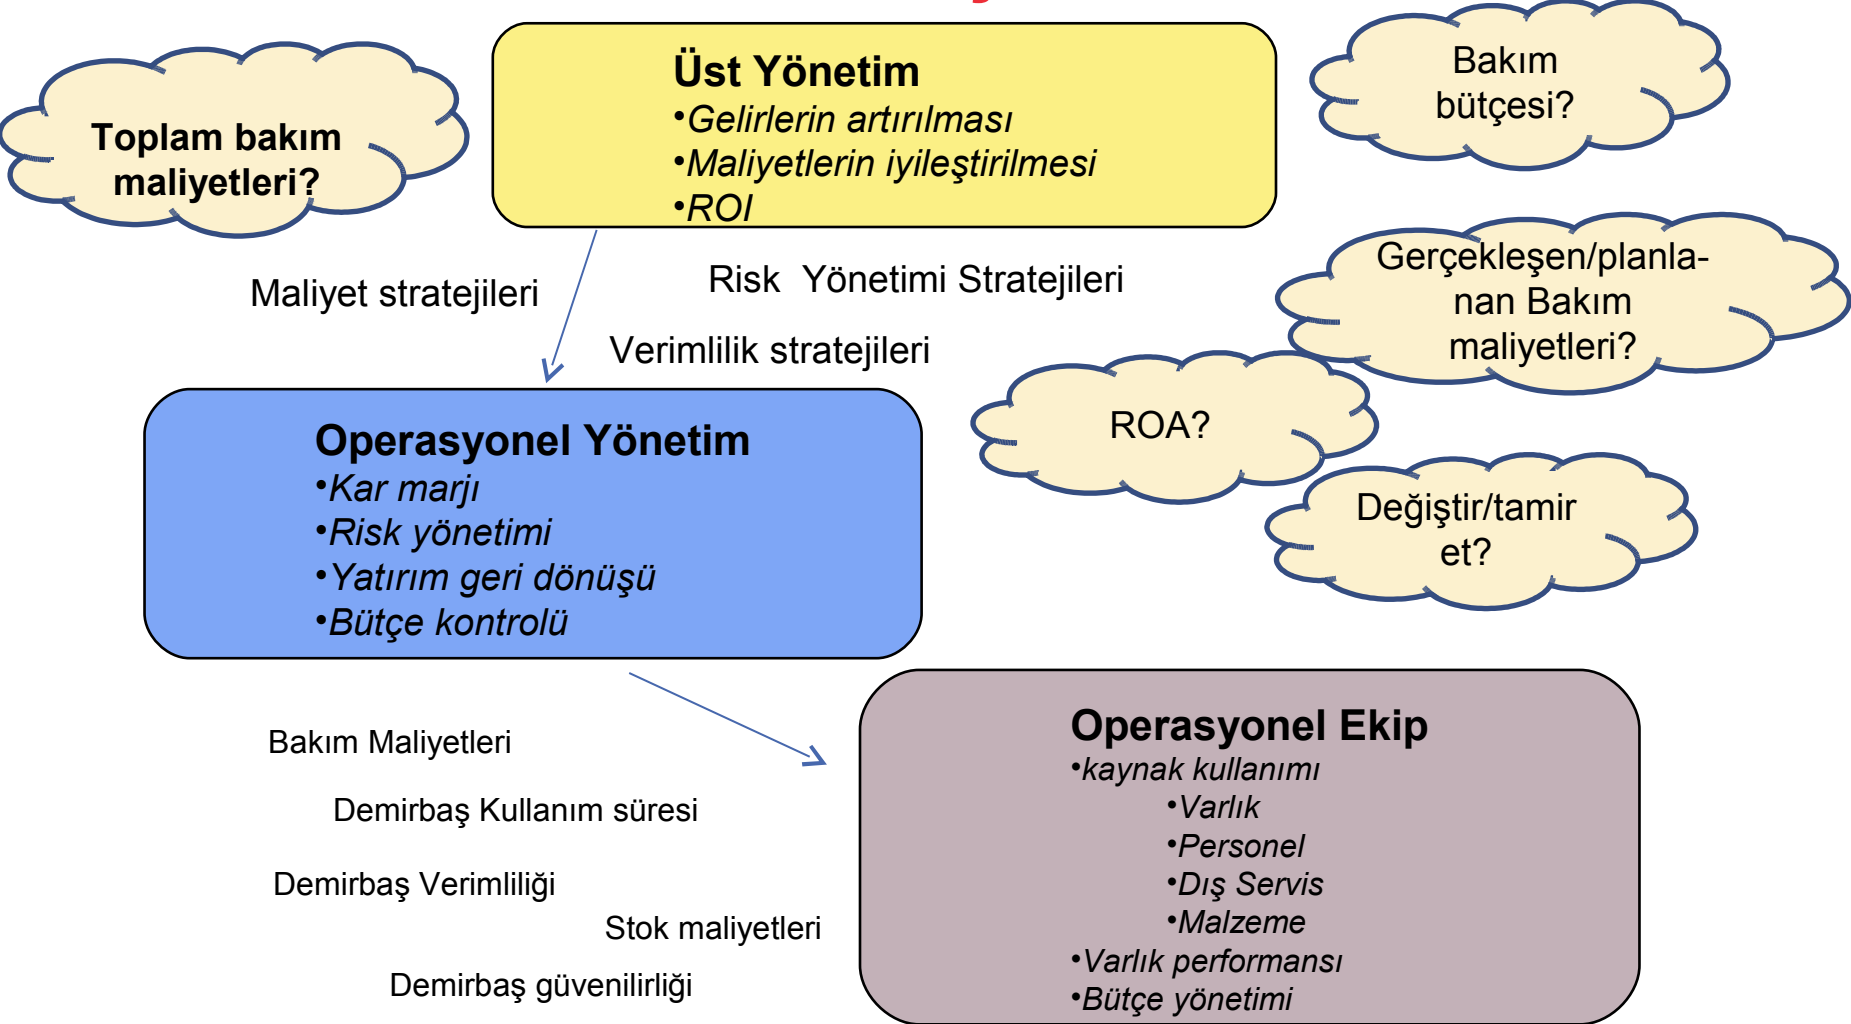 Toplam bakım
maliyetleri?
Üst Yönetim
•Gelirlerin artırılması
•Maliyetlerin iyileştirilmesi
•ROI
Bakım
bütçesi?
Maliyet stratejileri
Risk  Yönetimi Stratejileri
Verimlilik stratejileri
Gerçekleşen/planla-
nan Bakım
maliyetleri?
ROA?
Değiştir/tamir
et?
Operasyonel Yönetim
•Kar marjı
•Risk yönetimi
•Yatırım geri dönüşü
•Bütçe kontrolü
Bakım Maliyetleri
Demirbaş Kullanım süresi
Demirbaş Verimliliği
Stok maliyetleri
Demirbaş güvenilirliği
Operasyonel Ekip
•kaynak kullanımı
•Varlık
•Personel
•Dış Servis
•Malzeme
•Varlık performansı
•Bütçe yönetimi